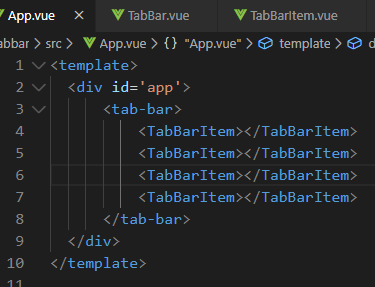 App.vue × TabBar.vue TabBarItem.vue
abbar > src > App.vue > {} "App.vue" > template > d
1 <template>
2 <div id='app'>
3 <tab-bar>
4 <TabBarItem></TabBarItem>
5 <TabBarItem></TabBarItem>
6 <TabBarItem></TabBarItem>
7 <TabBarItem></TabBarItem>
8 </tab-bar>
9 </div>
10 </template>
11